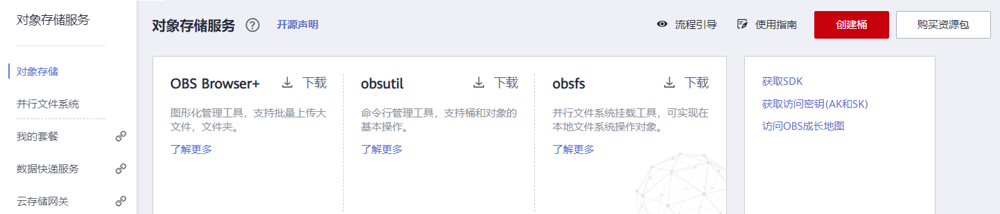 对象存储服务
对象存储
并行文件系统
我的套餐
数据快递服务
云存储网关
对象存储服务 ? 开源声明
流程引导 使用指南 创建桶 购买资源包
OBS Browser+ 下载
图形化管理工具，支持批量上传大
文件，文件夹。
了解更多
obsutil 下载
命令行管理工具，支持桶和对象的
基本操作。
了解更多
obsfs 下载
并行文件系统挂载工具，可实现在
本地文件系统操作对象。
了解更多
获取SDK
获取访问密钥(AK和SK)
访问OBS成长地图